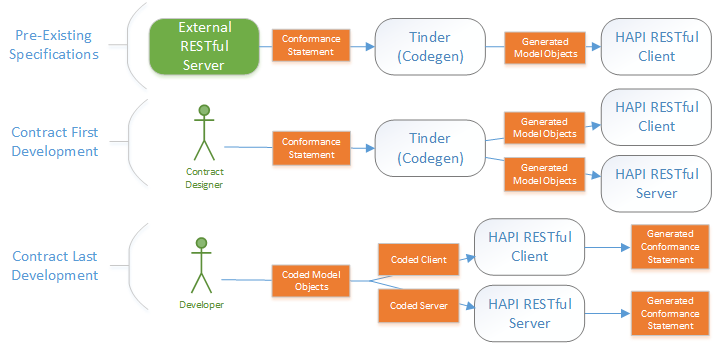 Pre-Existing
Specifications
External
RESTful
Server
Conformance
Statement
Tinder
(Codegen)
Generated
Model Objects
HAPI RESTful
Client
Contract First
Development
Contract
Designer
Conformance
Statement
Tinder
(Codegen)
Generated
Model Objects
HAPI RESTful
Client
Generated
Model Objects
HAPI RESTful
Server
Contract Last
Development
Developer
Coded Model
Objects
Coded Client
HAPI RESTful
Client
Generated
Conformance
Statement
Coded Server
HAPI RESTful
Server
Generated
Conformance
Statement